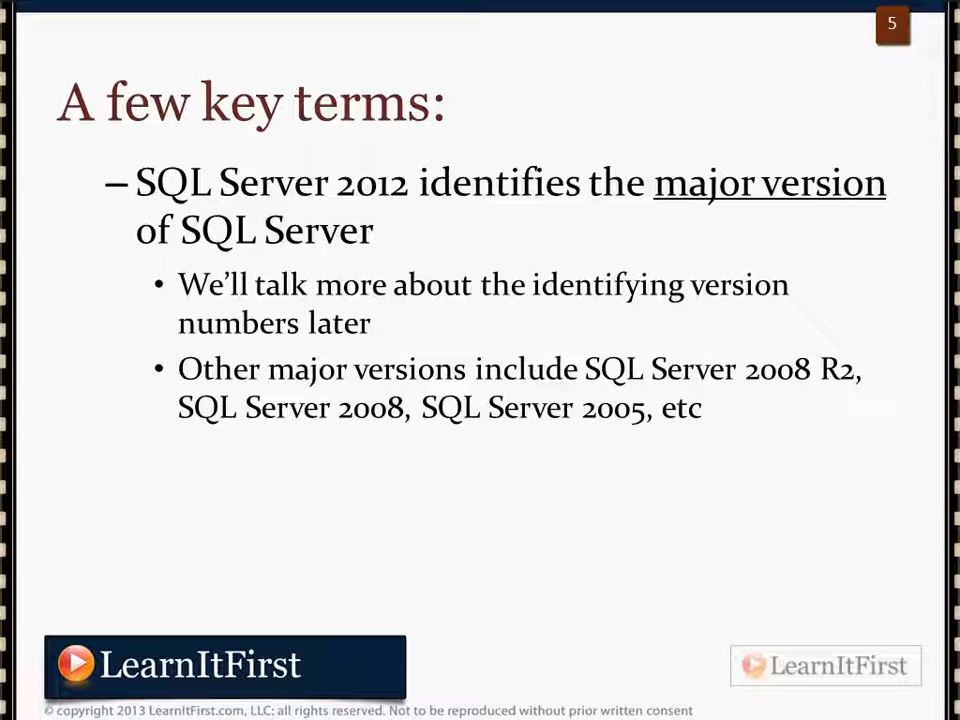 5
A few key terms:
– SQL Server 2012 identifies the major version
of SQL Server
• We’ll talk more about the identifying version
numbers later
• Other major versions include SQL Server 2008 R2,
SQL Server 2008, SQL Server 2005, etc
LearnItFirst
LearnItFirst
© copyright 2013 LearnItFirst.com, LLC: all rights reserved. Not to be reproduced without prior written consent